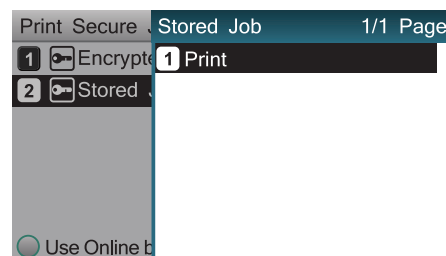 Print Secure
Stored Job 1/1 Page
1 Encrypte
1 Print
2 Stored
Use Online b